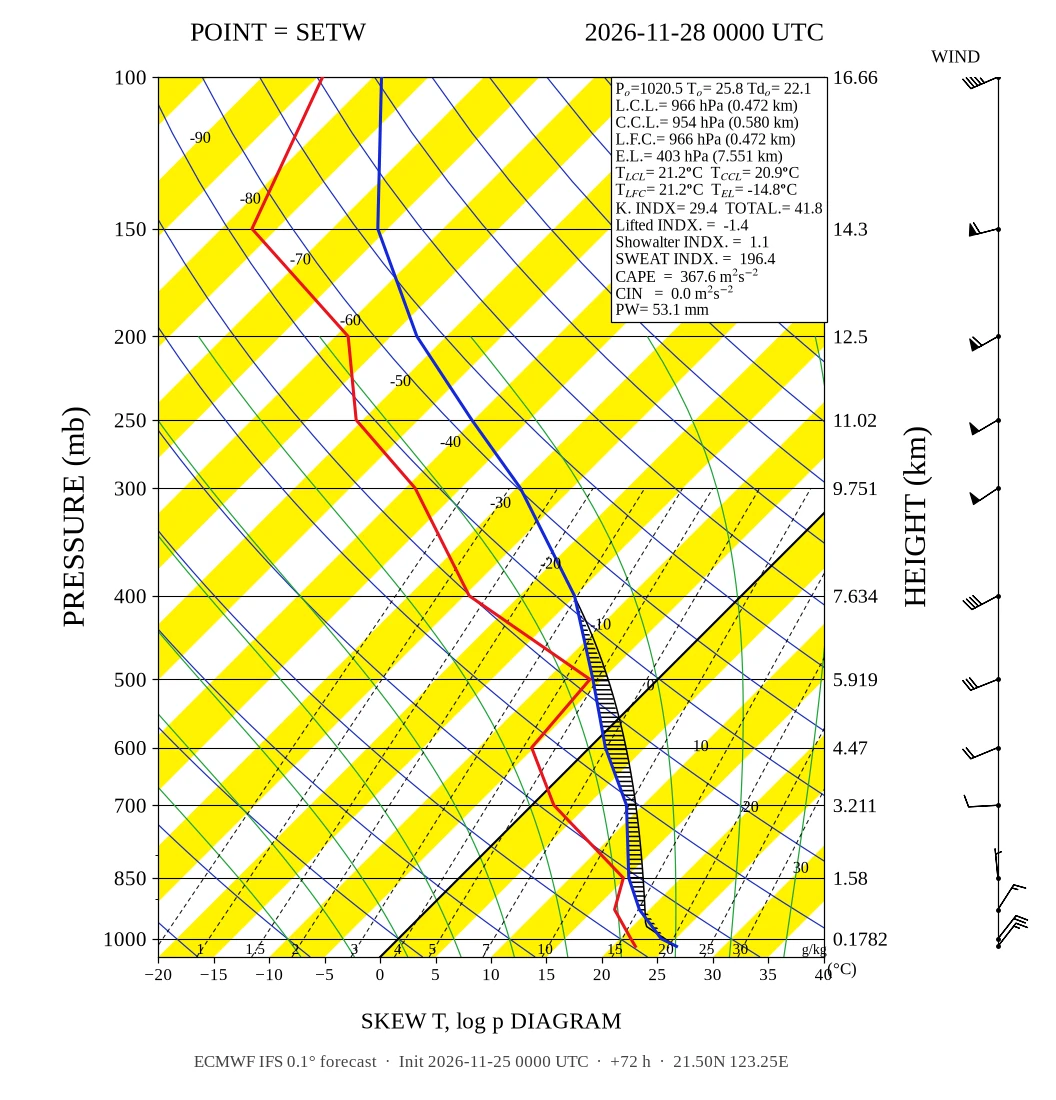 POINT = SETW
2026-11-28 0000 UTC
WIND
Pₒ=1020.5 Tₒ= 25.8 Tdₒ= 22.1
L.C.L.= 966 hPa (0.472 km)
C.C.L.= 954 hPa (0.580 km)
L.F.C.= 966 hPa (0.472 km)
E.L.= 403 hPa (7.551 km)
T_LCL= 21.2°C T_CCL= 20.9°C
T_LFC= 21.2°C T_EL= -14.8°C
K. INDX= 29.4 TOTAL.= 41.8
Lifted INDX. = -1.4
Showalter INDX. = 1.1
SWEAT INDX. = 196.4
CAPE = 367.6 m²s⁻²
CIN = 0.0 m²s⁻²
PW= 53.1 mm
100
150
200
250
300
400
500
600
700
850
1000
PRESSURE (mb)
-90
-80
-70
-60
-50
-40
-30
-20
-10
0
10
20
30
16.66
14.3
12.5
11.02
9.751
7.634
5.919
4.47
3.211
1.58
0.1782
HEIGHT (km)
1 1.5 2 3 4 5 7 10 15 20 25 30 g/kg
−20 −15 −10 −5 0 5 10 15 20 25 30 35 40 (°C)
SKEW T, log p DIAGRAM
ECMWF IFS 0.1° forecast · Init 2026-11-25 0000 UTC · +72 h · 21.50N 123.25E